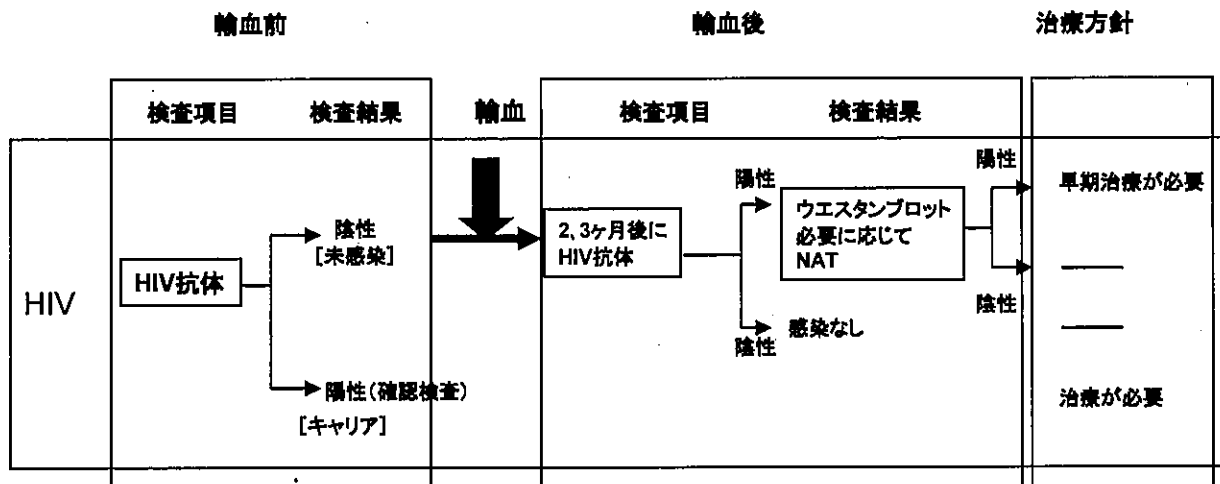 輸血前
輸血後
治療方針
検査項目
検査結果
輸血
検査項目
検査結果
HIV
HIV抗体
陰性
[未感染]
陽性(確認検査)
[キャリア]
2,3ヶ月後に
HIV抗体
陽性
ウエスタンブロット
必要に応じて
NAT
陰性
感染なし
陽性
早期治療が必要
陰性
治療が必要